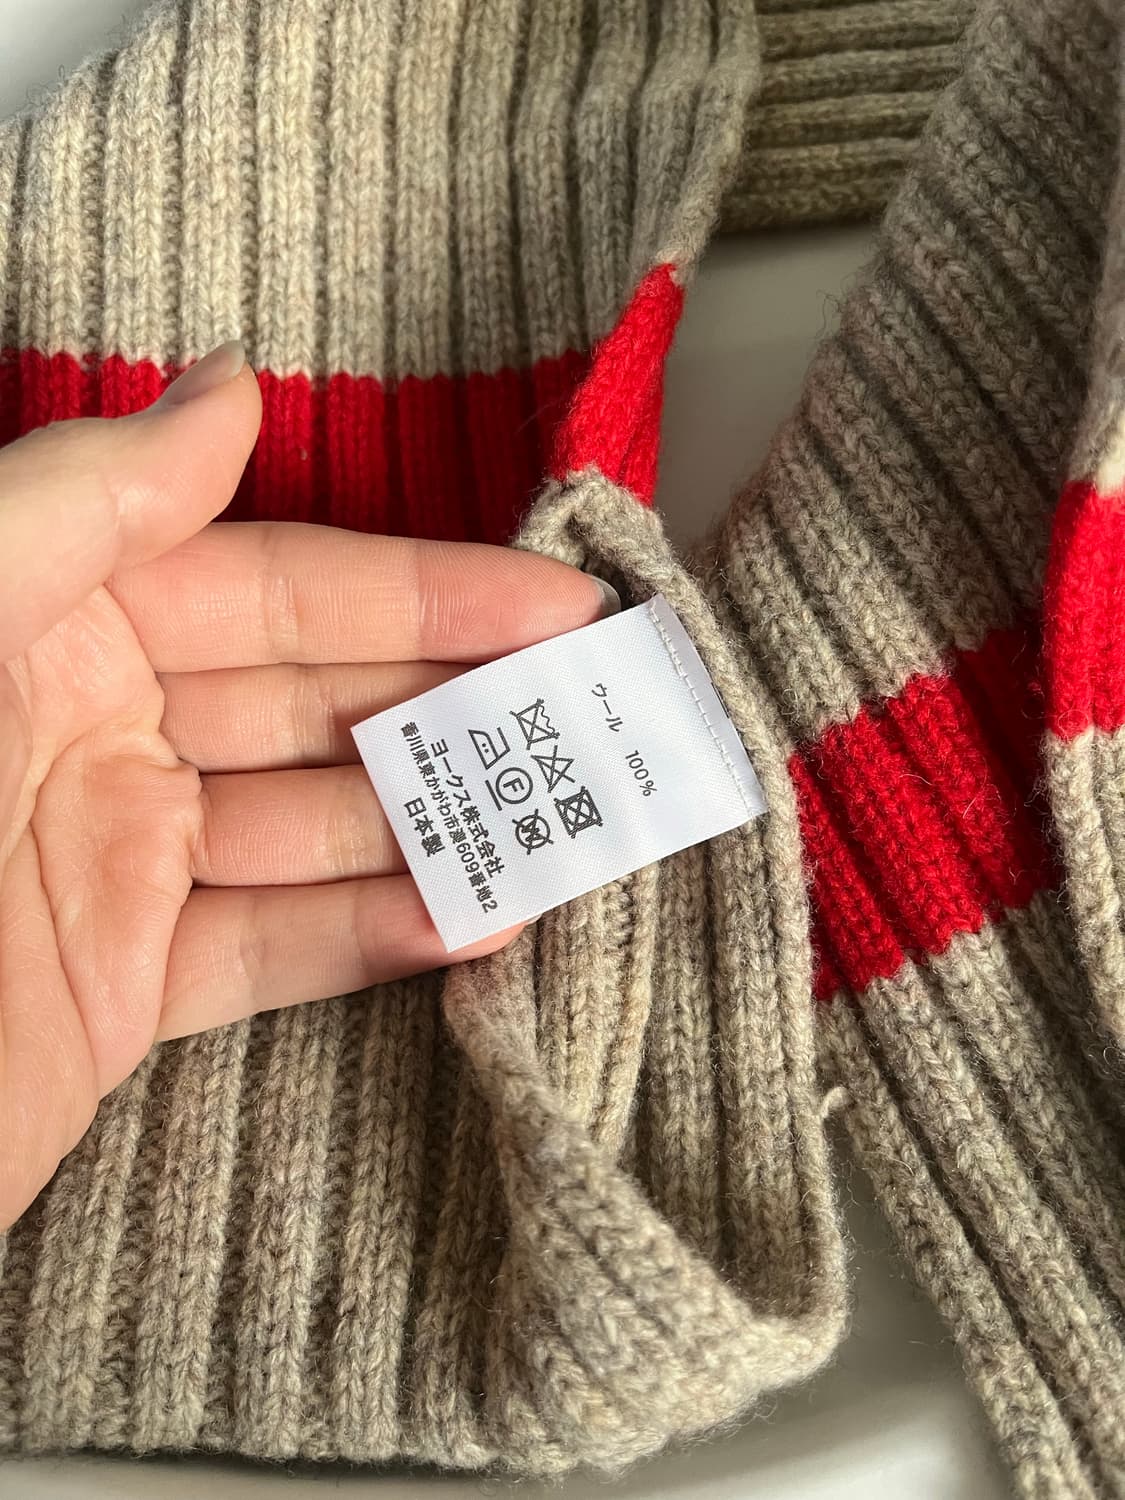 ウール 100%
F
W
ヨークス株式会社
香川県東かがわ市湊609番地2
日本製